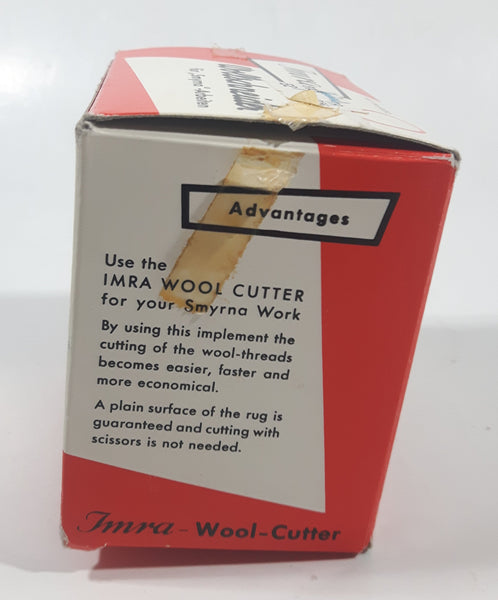 Advantages
Use the
IMRA WOOL CUTTER
for your Smyrna Work
By using this implement the
cutting of the wool-threads
becomes easier, faster and
more economical.
A plain surface of the rug is
guaranteed and cutting with
scissors is not needed.
Imra - Wool-Cutter